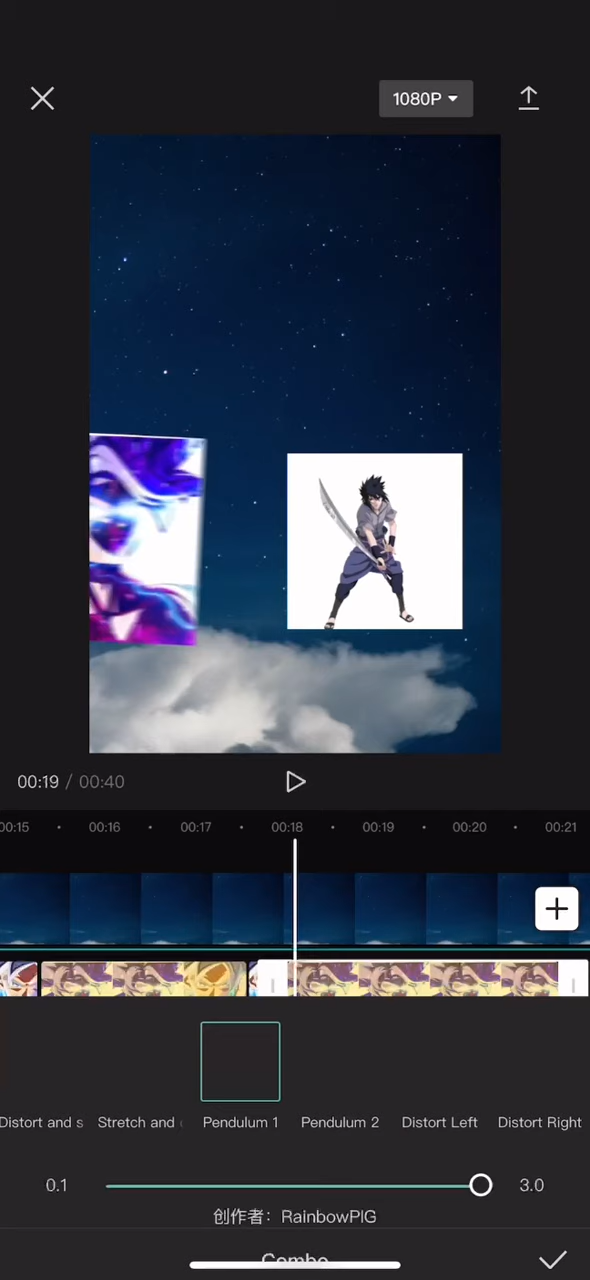 1080P
00:19 / 00:40
00:15 00:16 00:17 00:18 00:19 00:20 00:21
Distort and s Stretch and Pendulum 1 Pendulum 2 Distort Left Distort Right
0.1 3.0
创作者：RainbowPIG
Combo